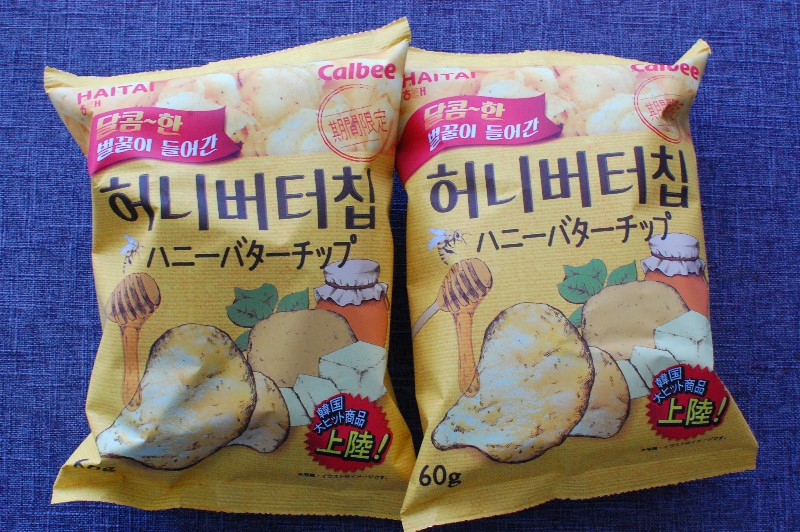 HAITAI
해태
Calbee
期間限定
달콤~한
벌꿀이 들어간
허니버터칩
ハニーバターチップ
韓国
大ヒット商品
上陸!
HAITAI
Calbee
期間限定
달콤~한
벌꿀이 들어간
허니버터칩
ハニーバターチップ
韓国
大ヒット商品
上陸!
60g